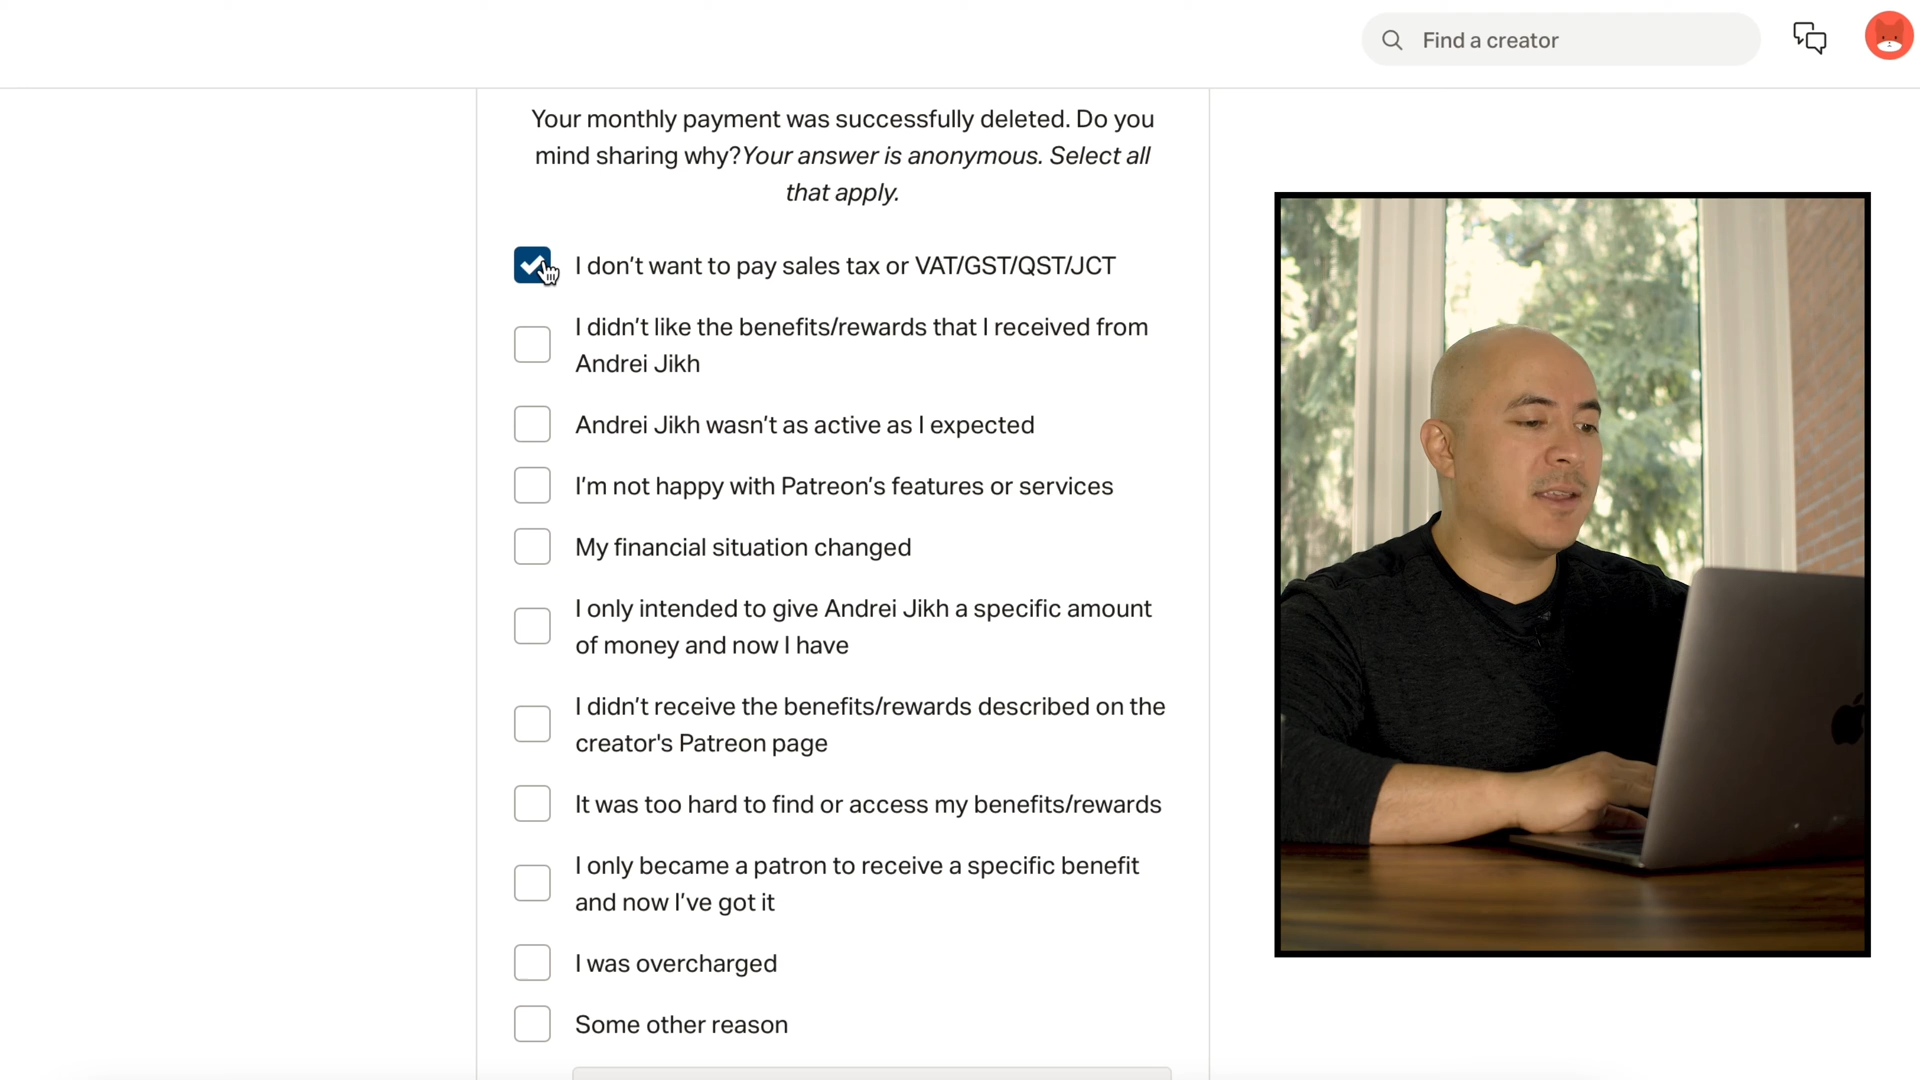 Find a creator
Your monthly payment was successfully deleted. Do you
mind sharing why?Your answer is anonymous. Select all
that apply.
I don’t want to pay sales tax or VAT/GST/QST/JCT
I didn’t like the benefits/rewards that I received from
Andrei Jikh
Andrei Jikh wasn’t as active as I expected
I’m not happy with Patreon’s features or services
My financial situation changed
I only intended to give Andrei Jikh a specific amount
of money and now I have
I didn’t receive the benefits/rewards described on the
creator's Patreon page
It was too hard to find or access my benefits/rewards
I only became a patron to receive a specific benefit
and now I’ve got it
I was overcharged
Some other reason